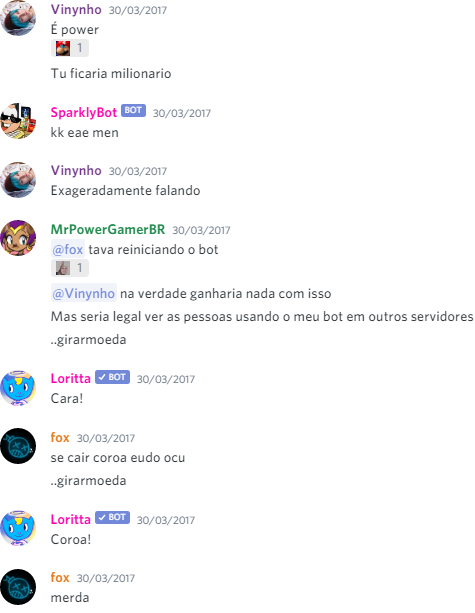 Vinynho 30/03/2017
É power
1
Tu ficaria milionario
SparklyBot BOT 30/03/2017
kk eae men
Vinynho 30/03/2017
Exageradamente falando
MrPowerGamerBR 30/03/2017
@fox tava reiniciando o bot
1
@Vinynho na verdade ganharia nada com isso
Mas seria legal ver as pessoas usando o meu bot em outros servidores
..girarmoeda
Loritta ✓ BOT 30/03/2017
Cara!
fox 30/03/2017
se cair coroa eudo ocu
..girarmoeda
Loritta ✓ BOT 30/03/2017
Coroa!
fox 30/03/2017
merda